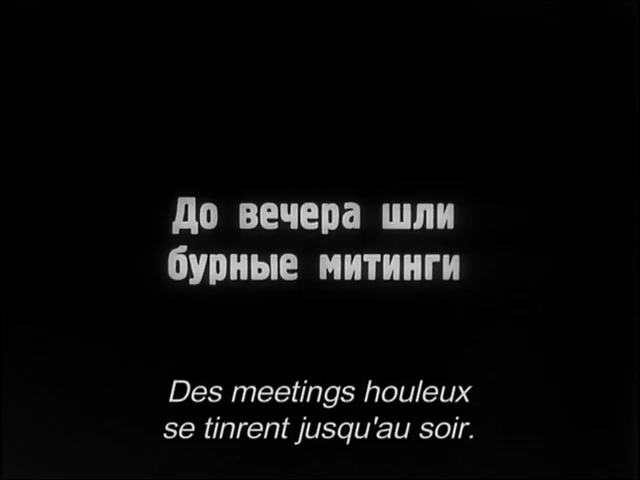 До вечера шли
бурные митинги
Des meetings houleux
se tinrent jusqu'au soir.